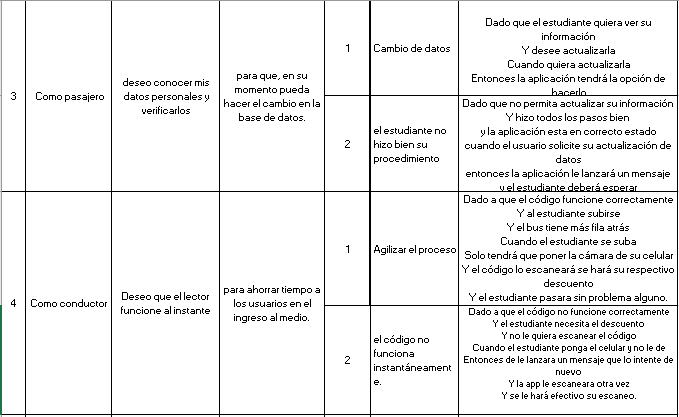 3
Como pasajero
deseo conocer mis
datos personales y
verificarlos
para que, en su
momento pueda
hacer el cambio en la
base de datos.
1
Cambio de datos
Dado que el estudiante quiera ver su
información
Y desee actualizarla
Cuando quiera actualizarla
Entonces la aplicación tendrá la opción de
hacerlo
2
el estudiante no
hizo bien su
procedimiento
Dado que no permita actualizar su información
Y hizo todos los pasos bien
y la aplicación esta en correcto estado
cuando el usuario solicite su actualización de
datos
entonces la aplicación le lanzará un mensaje
y el estudiante deberá esperar
4
Como conductor
Deseo que el lector
funcione al instante
para ahorrar tiempo a
los usuarios en el
ingreso al medio.
1
Agilizar el proceso
Dado a que el código funcione correctamente
Y al estudiante subirse
Y el bus tiene más fila atrás
Cuando el estudiante se suba
Solo tendrá que poner la cámara de su celular
Y el código lo escaneará se hará su respectivo
descuento
Y el estudiante pasara sin problema alguno.
2
el código no
funciona
instantáneament
e.
Dado a que el código no funcione correctamente
Y el estudiante necesita el descuento
Y no le quiera escanear el código
Cuando el estudiante ponga el celular y no le de
Entonces de le lanzara un mensaje que lo intente de
nuevo
Y la app le escaneara otra vez
Y se le hará efectivo su escaneo.